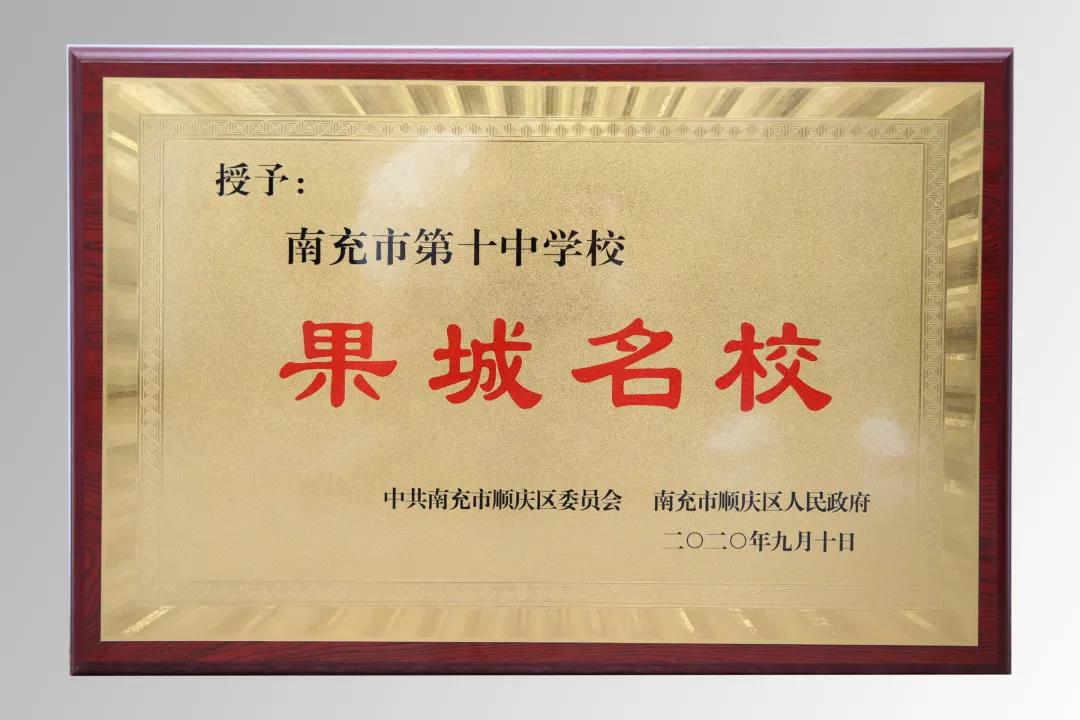 授予：
南充市第十中学校
果城名校
中共南充市顺庆区委员会 南充市顺庆区人民政府
二〇二〇年九月十日